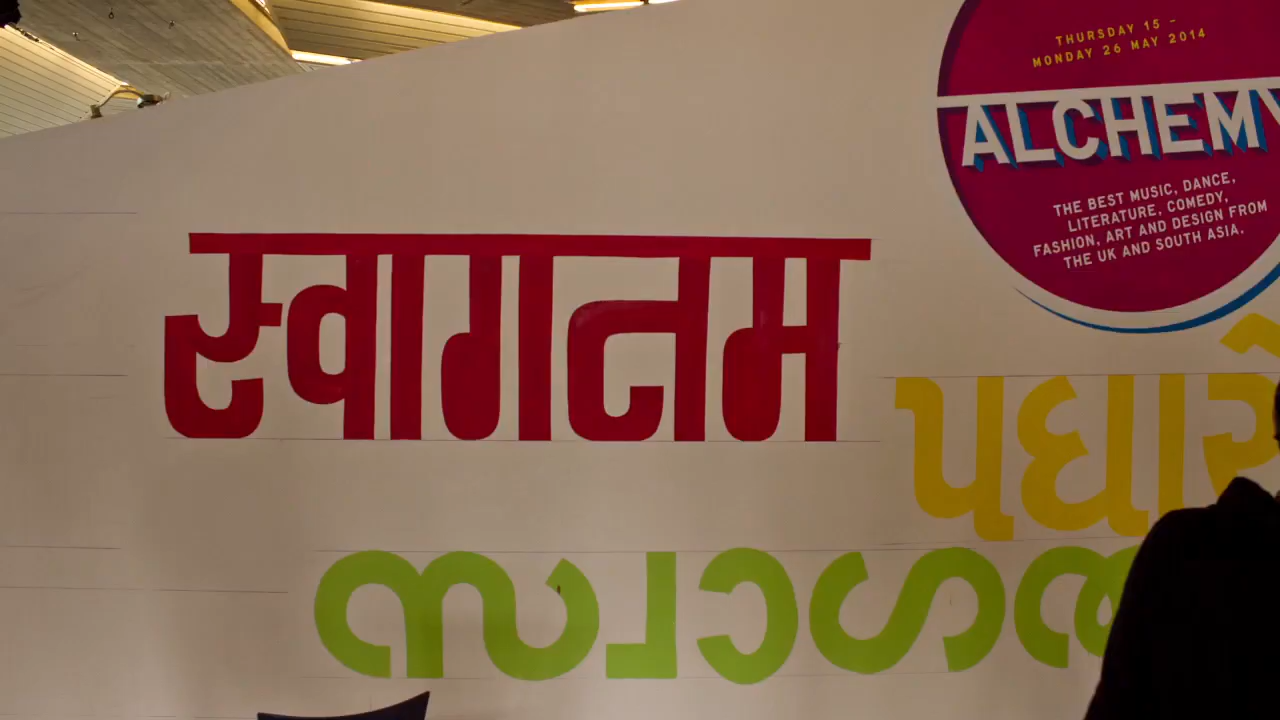 THURSDAY 15 –
MONDAY 26 MAY 2014
ALCHEMY
THE BEST MUSIC, DANCE,
LITERATURE, COMEDY,
FASHION, ART AND DESIGN FROM
THE UK AND SOUTH ASIA.
स्वागतम
પધારો